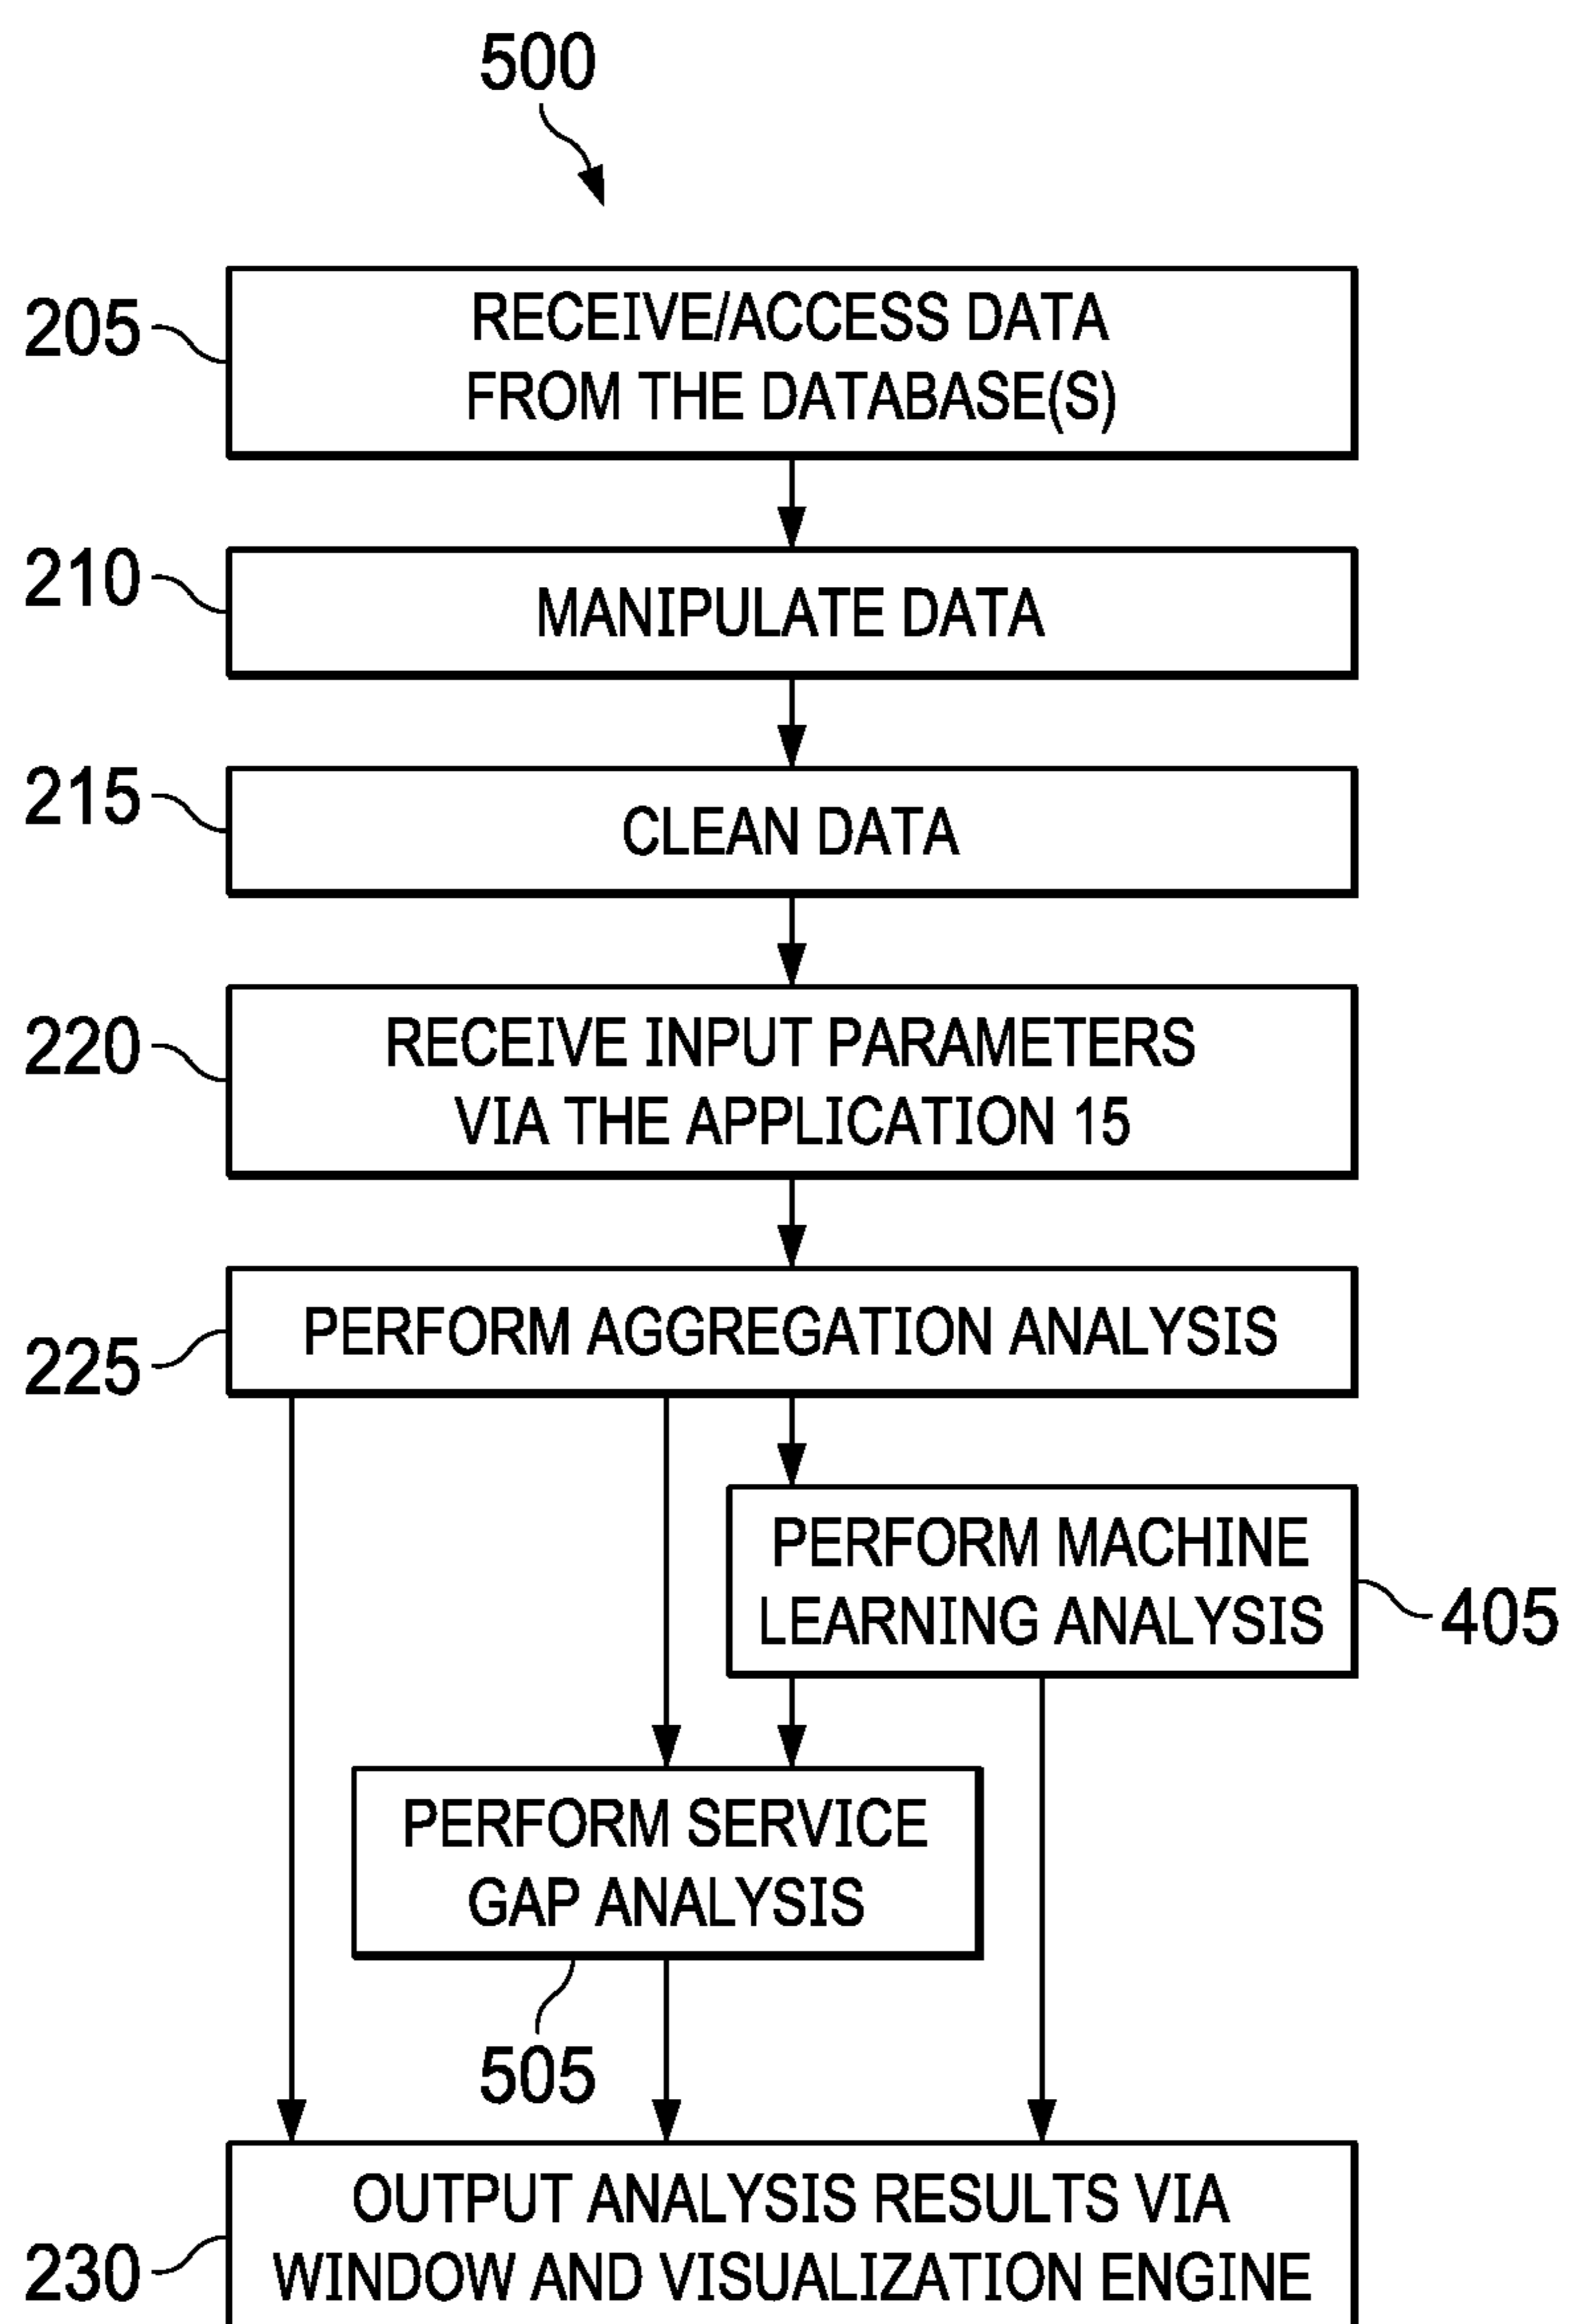 500
205
RECEIVE/ACCESS DATA
FROM THE DATABASE(S)
210
MANIPULATE DATA
215
CLEAN DATA
220
RECEIVE INPUT PARAMETERS
VIA THE APPLICATION 15
225
PERFORM AGGREGATION ANALYSIS
PERFORM MACHINE
LEARNING ANALYSIS
405
PERFORM SERVICE
GAP ANALYSIS
505
230
OUTPUT ANALYSIS RESULTS VIA
WINDOW AND VISUALIZATION ENGINE